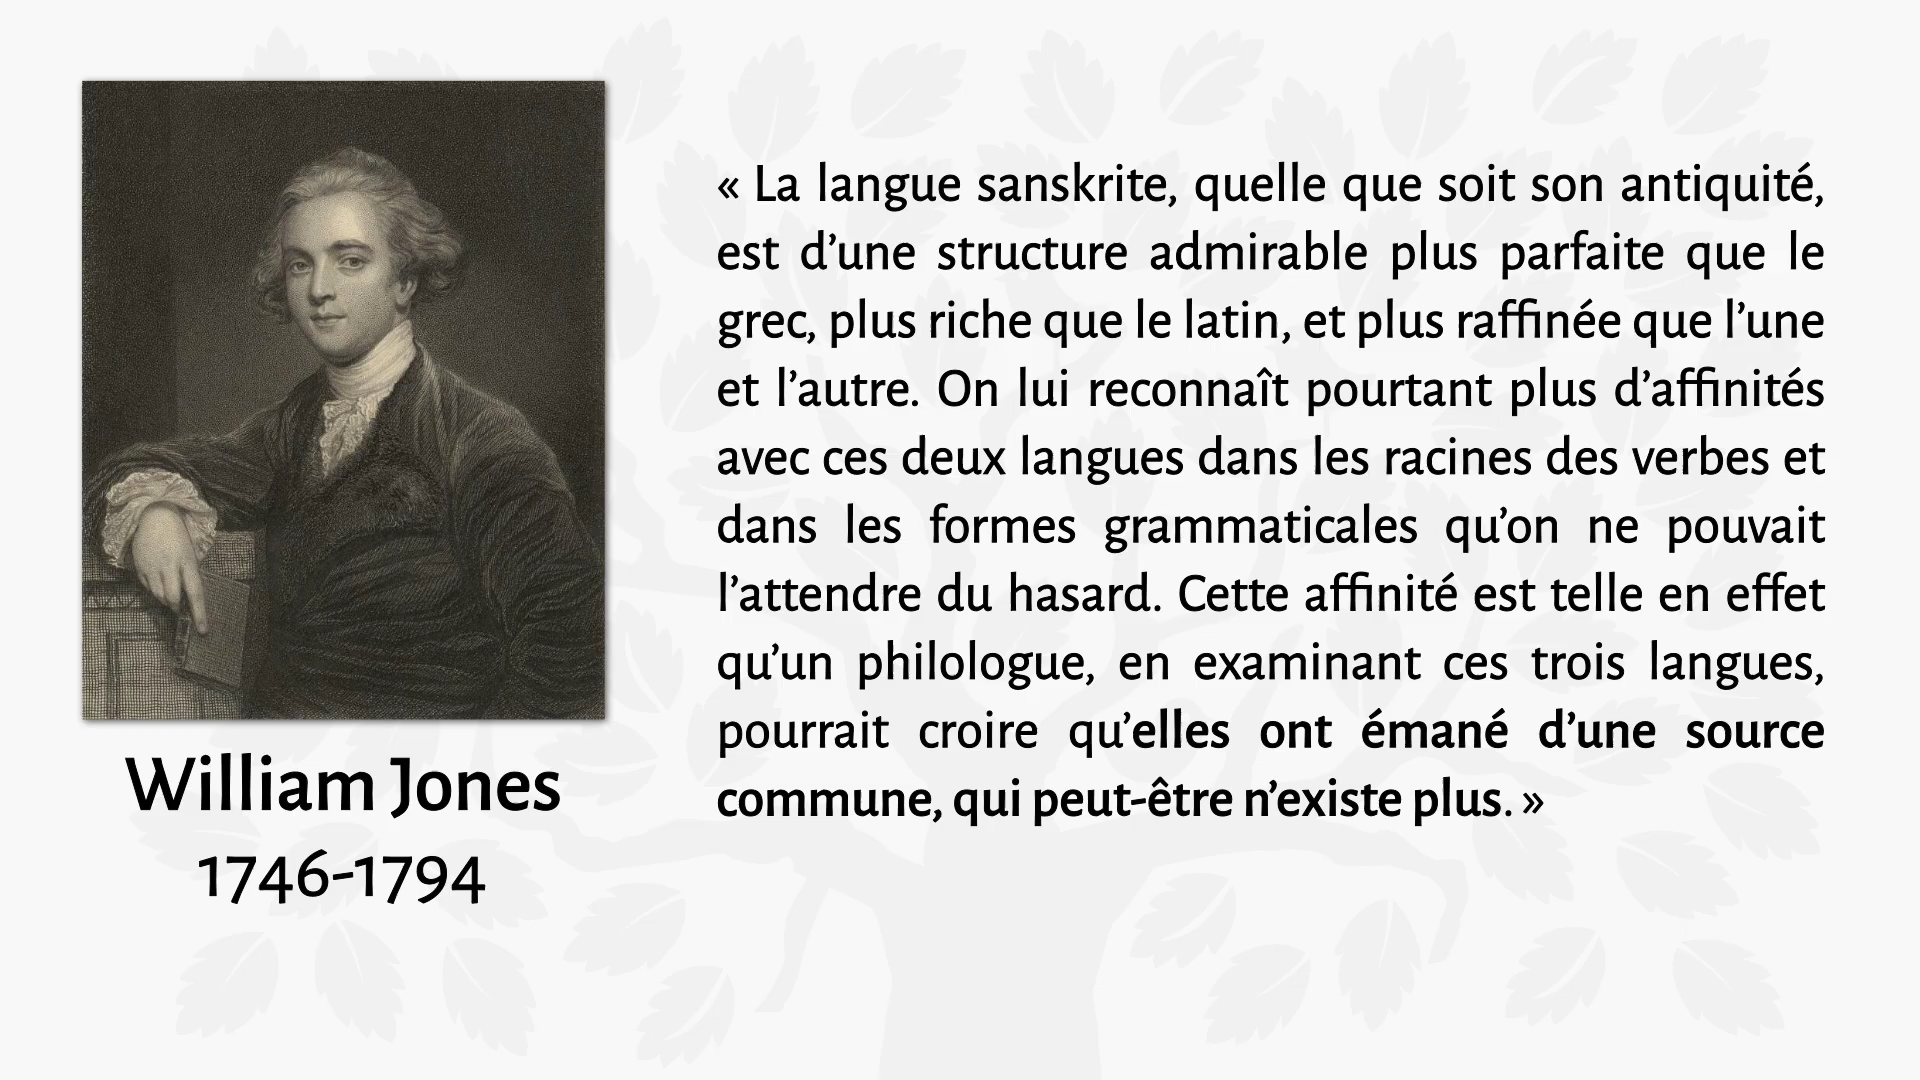 « La langue sanskrite, quelle que soit son antiquité,
est d’une structure admirable plus parfaite que le
grec, plus riche que le latin, et plus raffinée que l’une
et l’autre. On lui reconnaît pourtant plus d’affinités
avec ces deux langues dans les racines des verbes et
dans les formes grammaticales qu’on ne pouvait
l’attendre du hasard. Cette affinité est telle en effet
qu’un philologue, en examinant ces trois langues,
pourrait croire qu’elles ont émané d’une source
commune, qui peut-être n’existe plus. »
William Jones
1746-1794